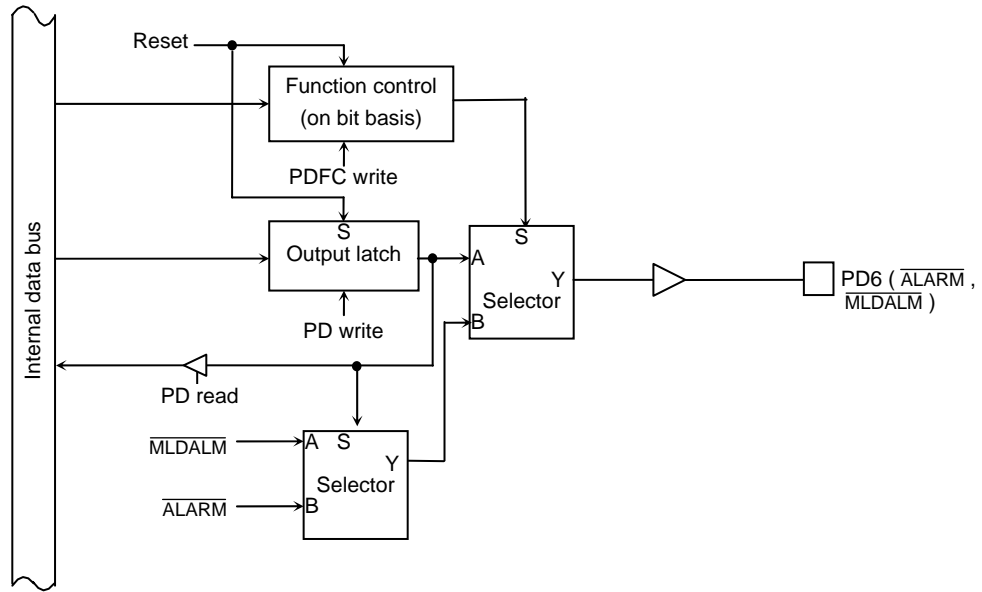 Reset
Function control
(on bit basis)
PDFC write
Internal data bus
S
Output latch
PD write
S
A
Y
Selector
B
PD6 ( ALARM ,
MLDALM )
PD read
MLDALM
A
S
Y
Selector
ALARM
B